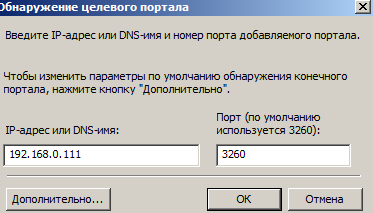 Обнаружение целевого портала
Введите IP-адрес или DNS-имя и номер порта добавляемого портала.
Чтобы изменить параметры по умолчанию обнаружения конечного
портала, нажмите кнопку "Дополнительно".
IP-адрес или DNS-имя:
Порт (по умолчанию
используется 3260):
192.168.0.111
3260
Дополнительно...
ОК
Отмена